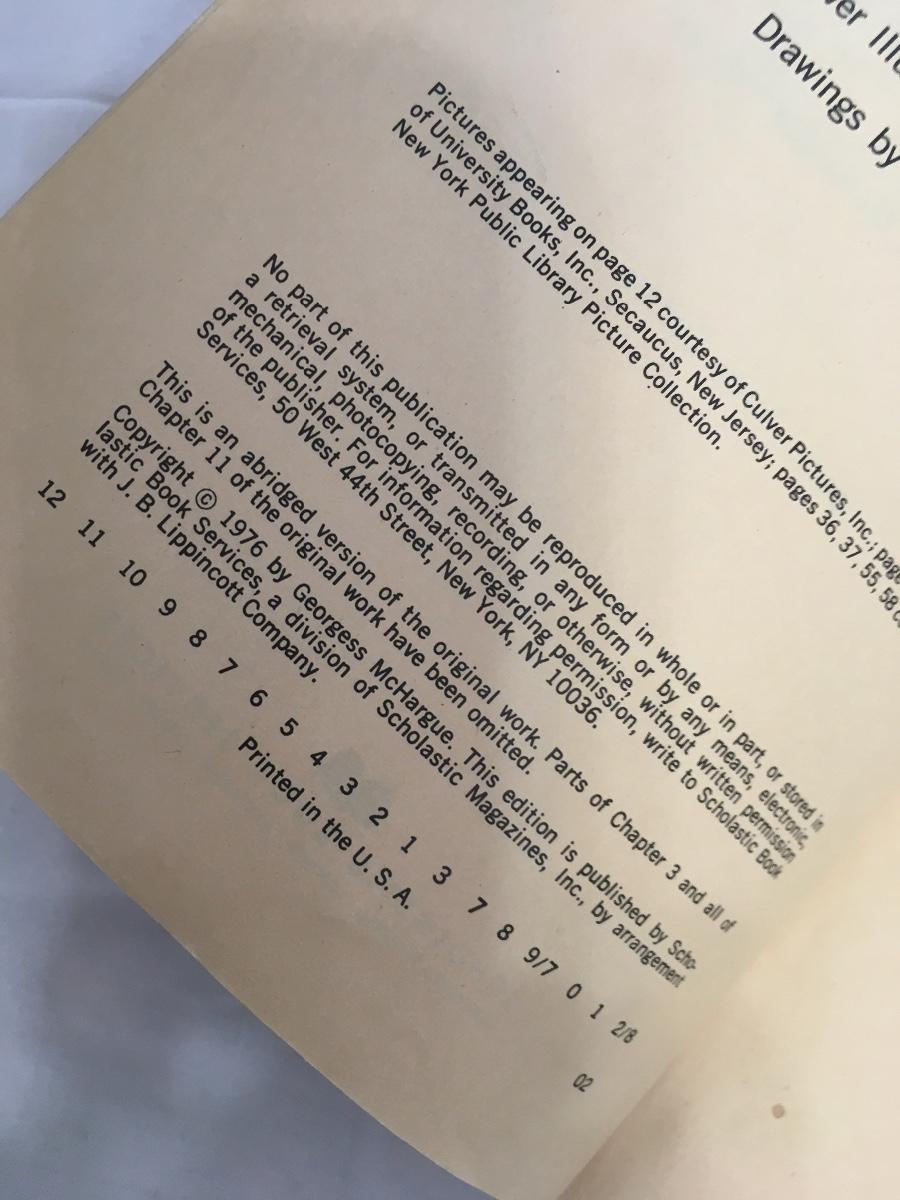 Drawings by
Pictures appearing on page 12 courtesy of Culver Pictures, Inc.;
of University Books, Inc., Secaucus, New Jersey; pages 36, 37, 55, 58
New York Public Library Picture Collection.
No part of this publication may be reproduced in whole or in part, or stored in
a retrieval system, or transmitted in any form or by any means, electronic,
mechanical, photocopying, recording, or otherwise, without written permission
of the publisher. For information regarding permission, write to Scholastic Book
Services, 50 West 44th Street, New York, NY 10036.
This is an abridged version of the original work. Parts of Chapter 3 and all of
Chapter 11 of the original work have been omitted.
Copyright © 1976 by Georgess McHargue. This edition is published by Scho-
lastic Book Services, a division of Scholastic Magazines, Inc., by arrangement
with J. B. Lippincott Company.
12 11 10 9 8 7 6 5 4 3 2 1 3 7 8 9/7 0 1 2/8
Printed in the U. S. A. 02